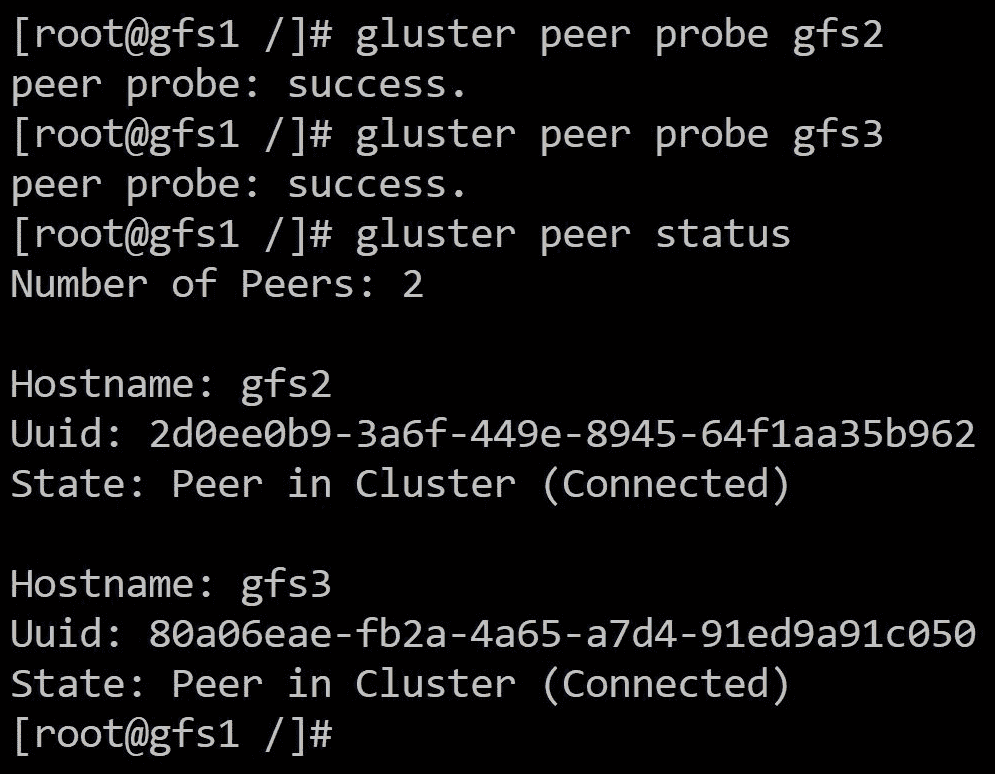 [root@gfs1 /]# gluster peer probe gfs2
peer probe: success.
[root@gfs1 /]# gluster peer probe gfs3
peer probe: success.
[root@gfs1 /]# gluster peer status
Number of Peers: 2
Hostname: gfs2
Uuid: 2d0ee0b9-3a6f-449e-8945-64f1aa35b962
State: Peer in Cluster (Connected)
Hostname: gfs3
Uuid: 80a06eae-fb2a-4a65-a7d4-91ed9a91c050
State: Peer in Cluster (Connected)
[root@gfs1 /]#